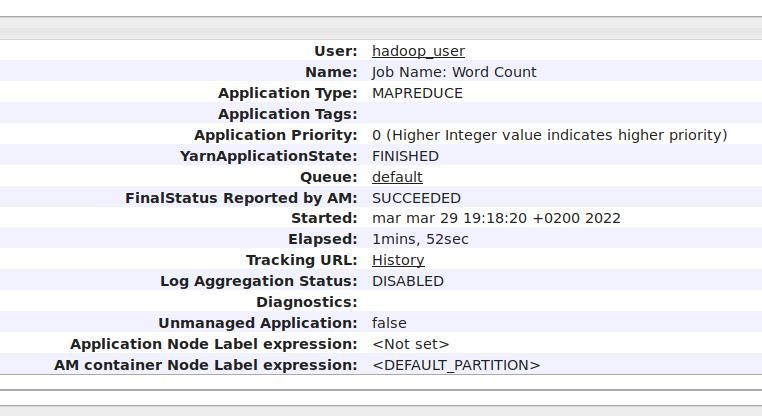 User: hadoop_user
Name: Job Name: Word Count
Application Type: MAPREDUCE
Application Tags:
Application Priority: 0 (Higher Integer value indicates higher priority)
YarnApplicationState: FINISHED
Queue: default
FinalStatus Reported by AM: SUCCEEDED
Started: mar mar 29 19:18:20 +0200 2022
Elapsed: 1mins, 52sec
Tracking URL: History
Log Aggregation Status: DISABLED
Diagnostics:
Unmanaged Application: false
Application Node Label expression: <Not set>
AM container Node Label expression: <DEFAULT_PARTITION>